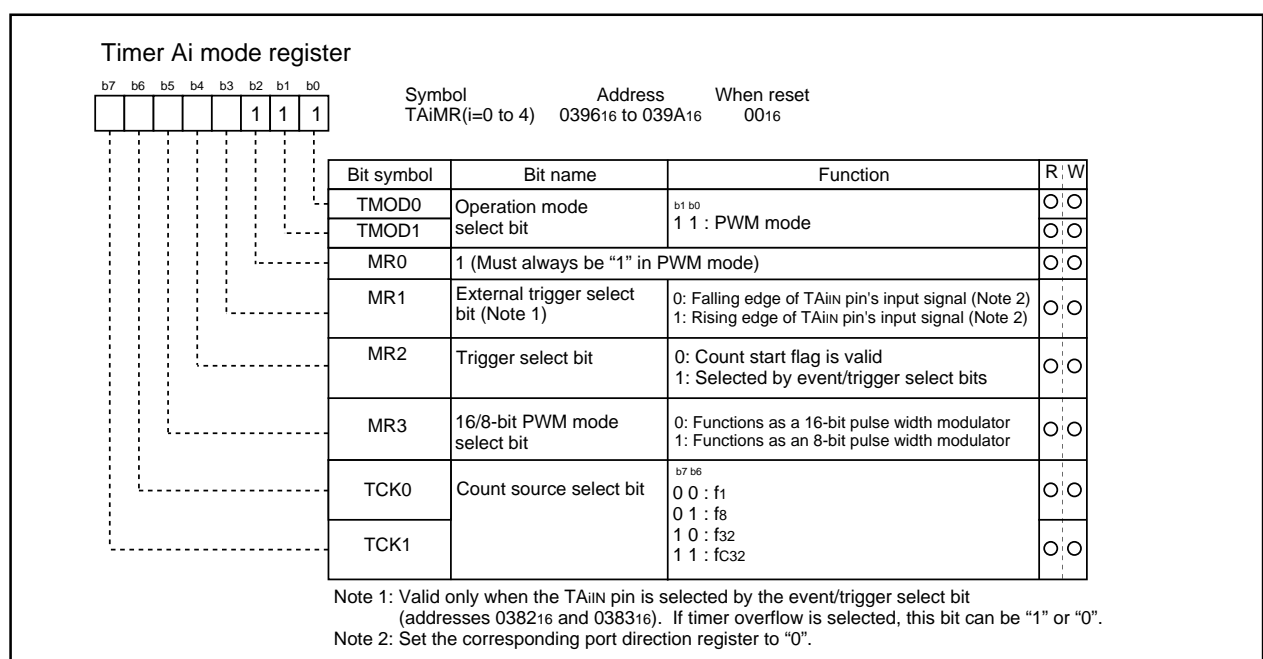 Timer Ai mode register
b7 b6 b5 b4 b3 b2 b1 b0
1 1 1
Symbol Address When reset
TAiMR(i=0 to 4) 039616 to 039A16 0016
Bit symbol Bit name Function R W
TMOD0
TMOD1
Operation mode
select bit
b1 b0
1 1 : PWM mode
MR0 1 (Must always be “1” in PWM mode)
MR1 External trigger select
bit (Note 1)
0: Falling edge of TAiIN pin's input signal (Note 2)
1: Rising edge of TAiIN pin's input signal (Note 2)
MR2 Trigger select bit
0: Count start flag is valid
1: Selected by event/trigger select bits
MR3 16/8-bit PWM mode
select bit
0: Functions as a 16-bit pulse width modulator
1: Functions as an 8-bit pulse width modulator
TCK0
TCK1
Count source select bit
b7 b6
0 0 : f1
0 1 : f8
1 0 : f32
1 1 : fC32
Note 1: Valid only when the TAiIN pin is selected by the event/trigger select bit
(addresses 038216 and 038316). If timer overflow is selected, this bit can be “1” or “0”.
Note 2: Set the corresponding port direction register to “0”.